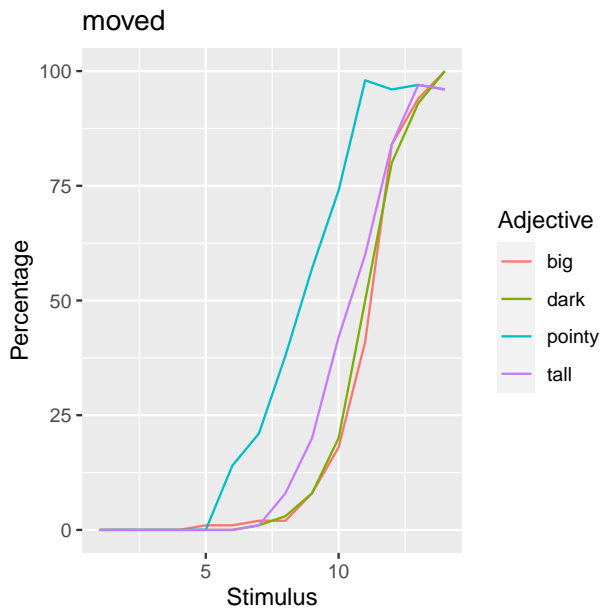 moved
100
75
50
25
0
Percentage
5
10
Stimulus
Adjective
big
dark
pointy
tall